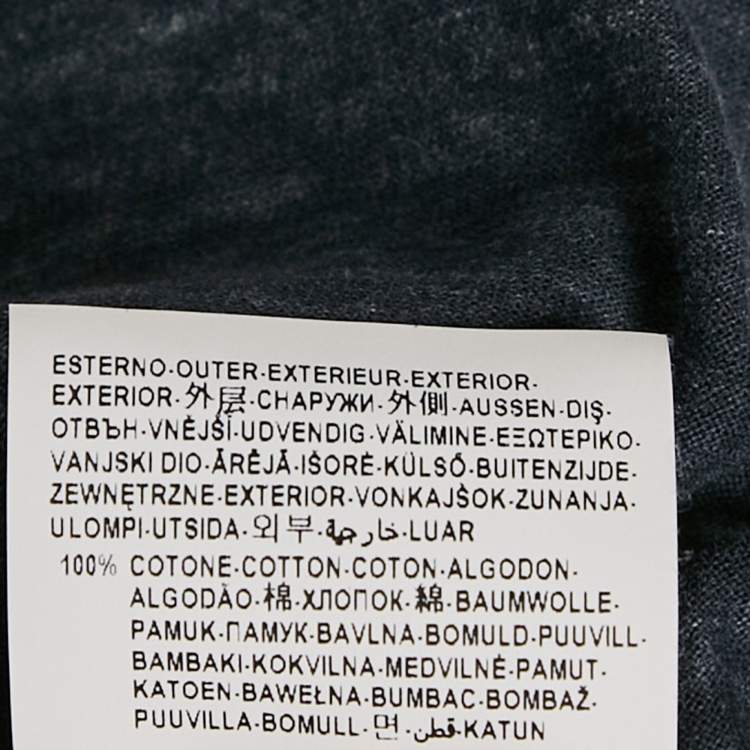 ESTERNO·OUTER·EXTERIEUR·EXTERIOR·
EXTERIOR·外层·СНАРУЖИ·外側·AUSSEN·DIŞ·
ОТВЪН·VNĚJŠÍ·UDVENDIG·VÄLIMINE·ΕΞΩΤΕΡΙΚΟ·
VANJSKI DIO·ĀRĒJĀ·IŠORĖ·KÜLSŐ·BUITENZIJDE·
ZEWNĘTRZNE·EXTERIOR·VONKAJŠOK·ZUNANJA·
ULOMPI·UTSIDA·외부·خارجية·LUAR
100% COTONE·COTTON·COTON·ALGODON·
ALGODÃO·棉·ХЛОПОК·綿·BAUMWOLLE·
PAMUK·ПАМУК·BAVLNA·BOMULD·PUUVILL·
BAMBAKI·KOKVILNA·MEDVILNĖ·PAMUT·
KATOEN·BAWEŁNA·BUMBAC·BOMBAŽ·
PUUVILLA·BOMULL·면·قطن·KATUN